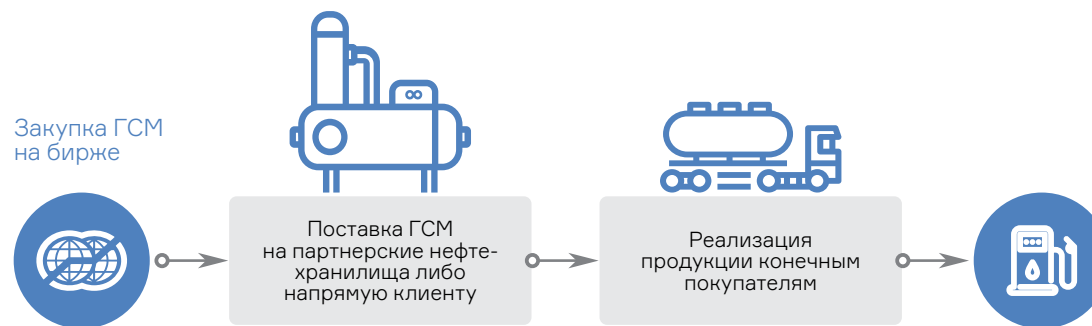 Закупка ГСМ
на бирже
Поставка ГСМ
на партнерские нефте-
хранилища либо
напрямую клиенту
Реализация
продукции конечным
покупателям